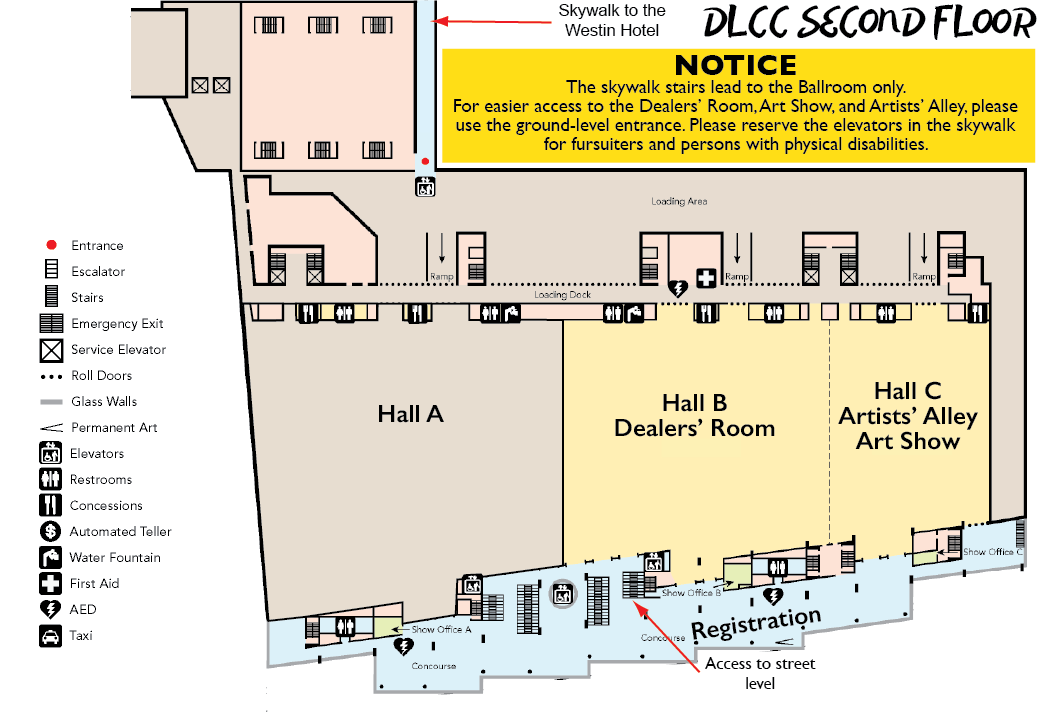 Skywalk to the
Westin Hotel
DLCC SECOND FLOOR
NOTICE
The skywalk stairs lead to the Ballroom only.
For easier access to the Dealers’ Room, Art Show, and Artists’ Alley, please
use the ground-level entrance. Please reserve the elevators in the skywalk
for fursuiters and persons with physical disabilities.
Loading Area
Entrance
Escalator
Stairs
Emergency Exit
Service Elevator
Roll Doors
Glass Walls
Permanent Art
Elevators
Restrooms
Concessions
$ Automated Teller
Water Fountain
First Aid
AED
Taxi
Ramp
Ramp
Ramp
Loading Dock
Hall A
Hall B
Dealers’ Room
Hall C
Artists’ Alley
Art Show
Show Office C
Show Office B
Show Office A
Registration
Concourse
Concourse
Access to street
level